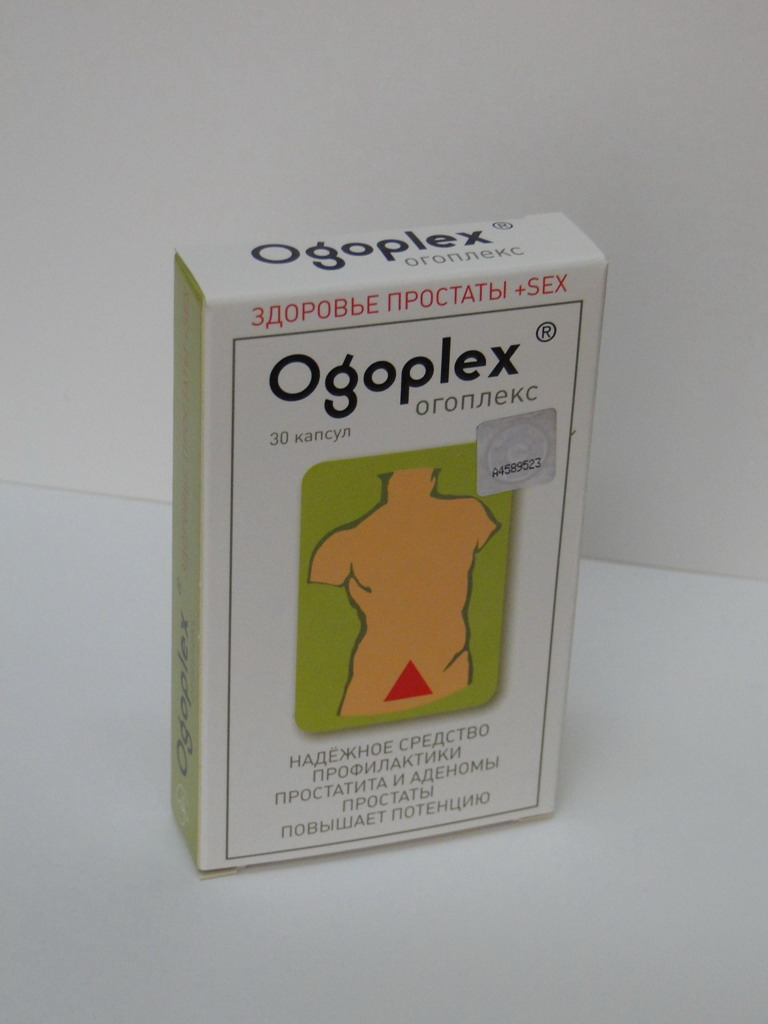 Ogoplex®
огоплекс
ЗДОРОВЬЕ ПРОСТАТЫ +SEX
Ogoplex®
огоплекс
30 капсул
A4589523
НАДЁЖНОЕ СРЕДСТВО
ПРОФИЛАКТИКИ
ПРОСТАТИТА И АДЕНОМЫ
ПРОСТАТЫ
ПОВЫШАЕТ ПОТЕНЦИЮ
Ogoplex®